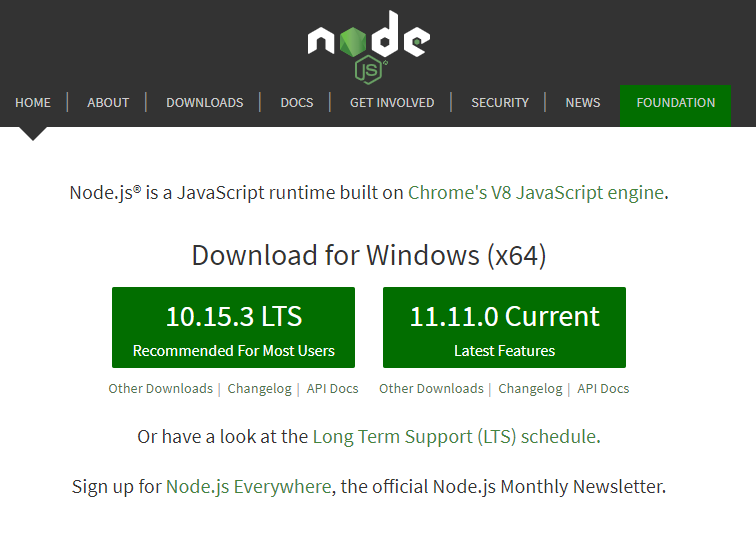 node
JS
HOME | ABOUT | DOWNLOADS | DOCS | GET INVOLVED | SECURITY | NEWS FOUNDATION
Node.js® is a JavaScript runtime built on Chrome's V8 JavaScript engine.
Download for Windows (x64)
10.15.3 LTS
Recommended For Most Users
Other Downloads | Changelog | API Docs
11.11.0 Current
Latest Features
Other Downloads | Changelog | API Docs
Or have a look at the Long Term Support (LTS) schedule.
Sign up for Node.js Everywhere, the official Node.js Monthly Newsletter.